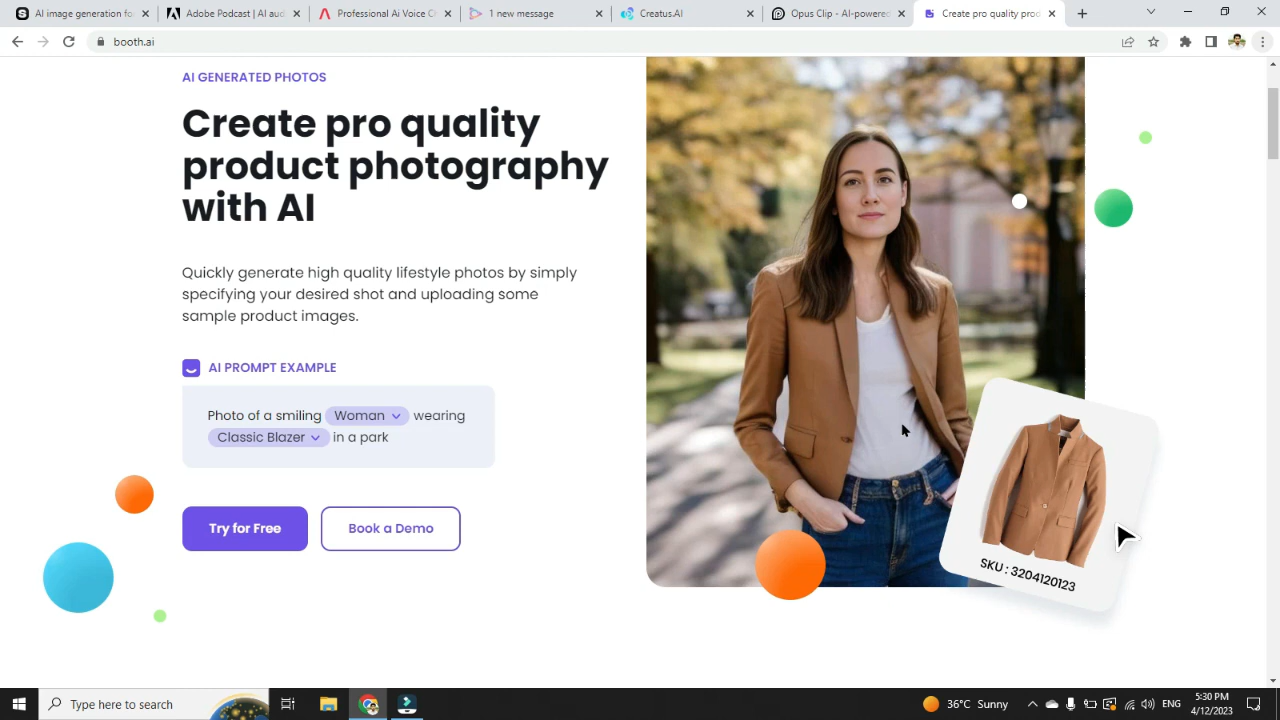 AI image generation for
Adobe Podcast | AI aud
Professional Ai Voice Cl
1 new message
Creatus.AI
Opus Clip - AI-powered
Create pro quality prod
booth.ai
AI GENERATED PHOTOS
Create pro quality
product photography
with AI
Quickly generate high quality lifestyle photos by simply
specifying your desired shot and uploading some
sample product images.
AI PROMPT EXAMPLE
Photo of a smiling Woman wearing
Classic Blazer in a park
Try for Free
Book a Demo
SKU : 3204120123
Type here to search
36°C Sunny
ENG
5:30 PM
4/12/2023